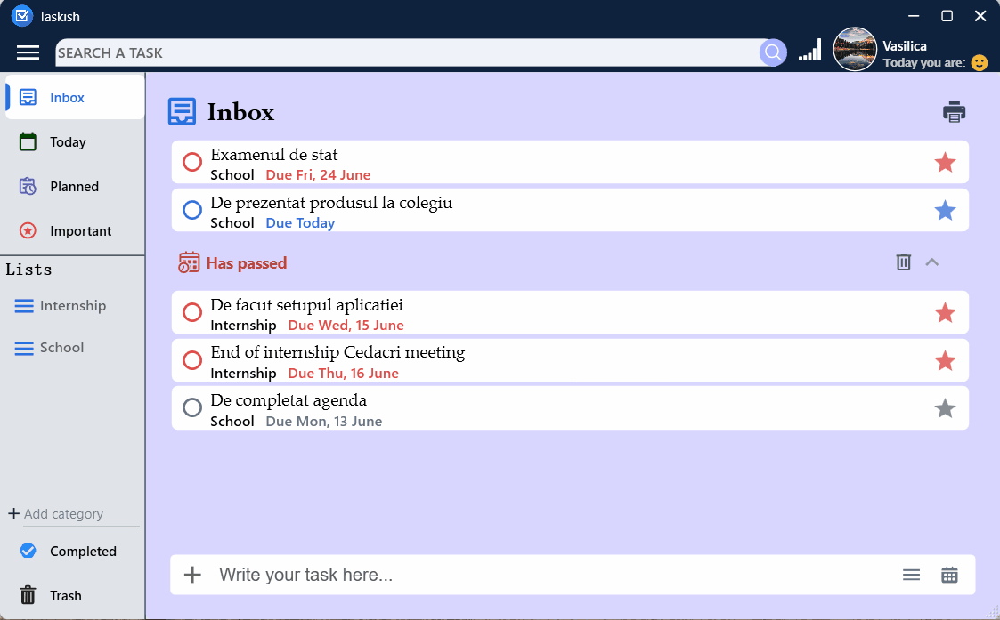 Taskish
SEARCH A TASK
Vasilica
Today you are:
Inbox
Today
Planned
Important
Lists
Internship
School
Add category
Completed
Trash
Inbox
Examenul de stat
School Due Fri, 24 June
De prezentat produsul la colegiu
School Due Today
Has passed
De facut setupul aplicatiei
Internship Due Wed, 15 June
End of internship Cedacri meeting
Internship Due Thu, 16 June
De completat agenda
School Due Mon, 13 June
Write your task here...